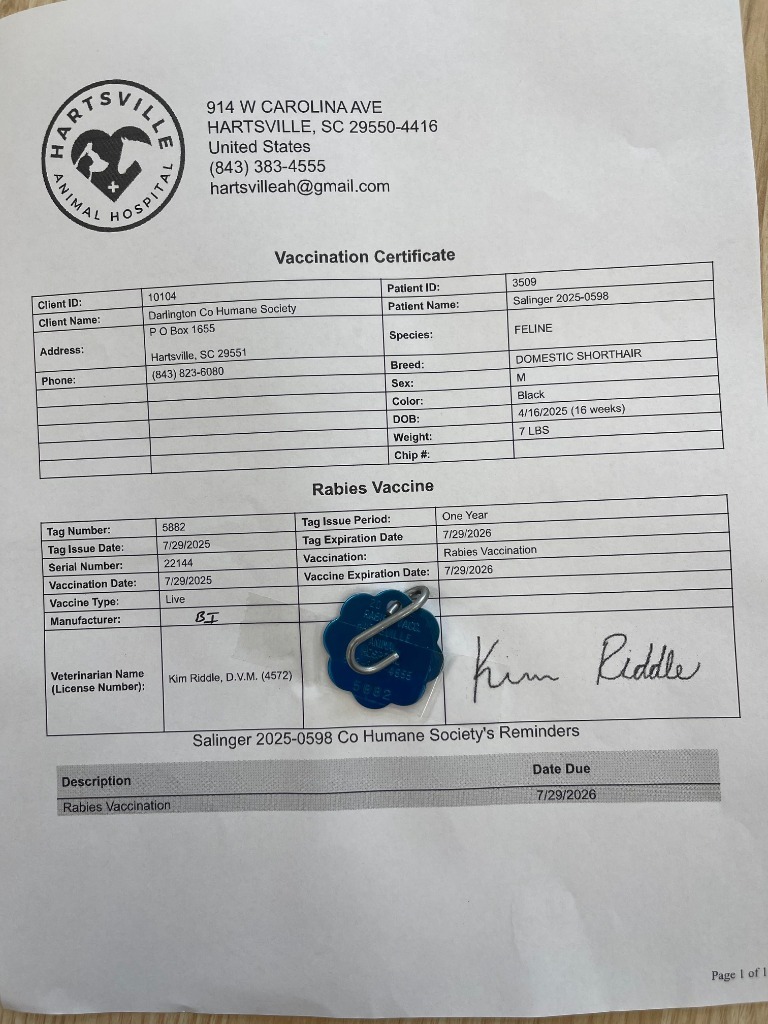 HARTSVILLE
ANIMAL HOSPITAL
914 W CAROLINA AVE
HARTSVILLE, SC 29550-4416
United States
(843) 383-4555
hartsvilleah@gmail.com
Vaccination Certificate
Client ID: 10104 Patient ID: 3509
Client Name: Darlington Co Humane Society Patient Name: Salinger 2025-0598
Address: P O Box 1655 Species: FELINE
Hartsville, SC 29551
Phone: (843) 823-6080 Breed: DOMESTIC SHORTHAIR
Sex: M
Color: Black
DOB: 4/16/2025 (16 weeks)
Weight: 7 LBS
Chip #:
Rabies Vaccine
Tag Number: 5882 Tag Issue Period: One Year
Tag Issue Date: 7/29/2025 Tag Expiration Date 7/29/2026
Serial Number: 22144 Vaccination: Rabies Vaccination
Vaccination Date: 7/29/2025 Vaccine Expiration Date: 7/29/2026
Vaccine Type: Live
Manufacturer: BI
Veterinarian Name
(License Number): Kim Riddle, D.V.M. (4572)
RABIES VACC.
HARTSVILLE
ANIMAL
4555
5882
Kim Riddle
Salinger 2025-0598 Co Humane Society's Reminders
Description Date Due
Rabies Vaccination 7/29/2026
Page 1 of 1